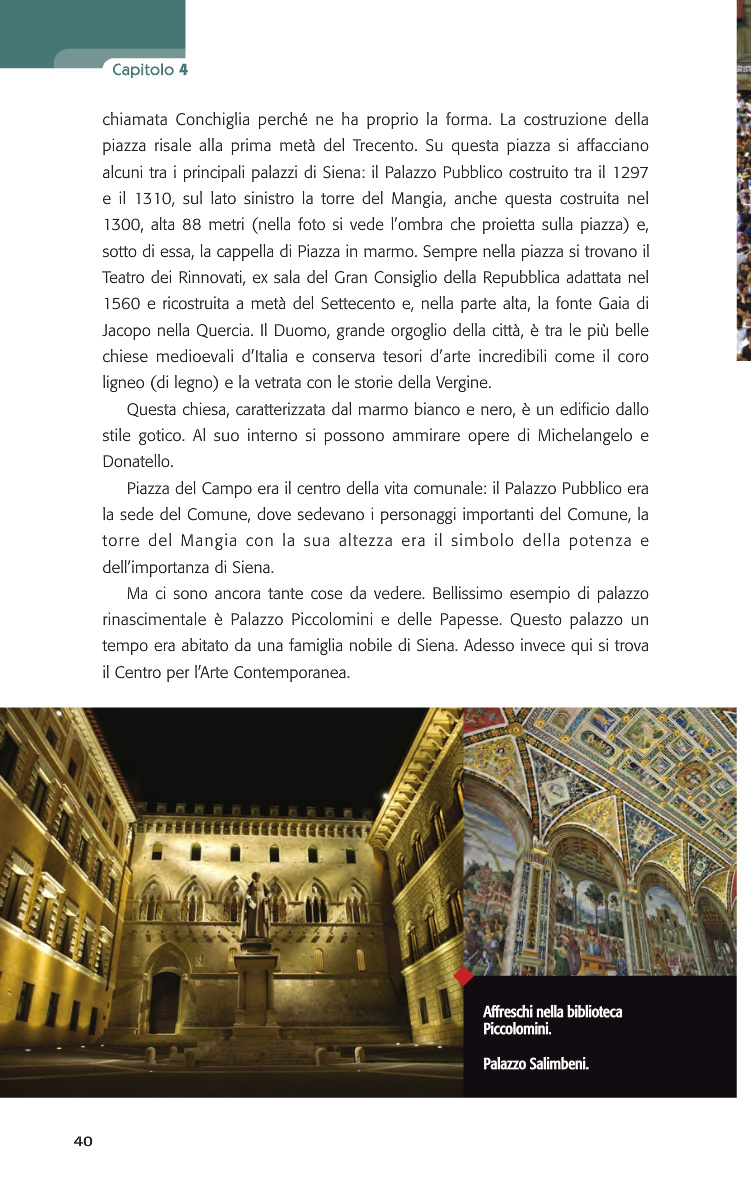 Capitolo 4
chiamata Conchiglia perché ne ha proprio la forma. La costruzione della
piazza risale alla prima metà del Trecento. Su questa piazza si affacciano
alcuni tra i principali palazzi di Siena: il Palazzo Pubblico costruito tra il 1297
e il 1310, sul lato sinistro la torre del Mangia, anche questa costruita nel
1300, alta 88 metri (nella foto si vede l'ombra che proietta sulla piazza) e,
sotto di essa, la cappella di Piazza in marmo. Sempre nella piazza si trovano il
Teatro dei Rinnovati, ex sala del Gran Consiglio della Repubblica adattata nel
1560 e ricostruita a metà del Settecento e, nella parte alta, la fonte Gaia di
Jacopo nella Quercia. Il Duomo, grande orgoglio della città, è tra le più belle
chiese medioevali d'Italia e conserva tesori d'arte incredibili come il coro
ligneo (di legno) e la vetrata con le storie della Vergine.
Questa chiesa, caratterizzata dal marmo bianco e nero, è un edificio dallo
stile gotico. Al suo interno si possono ammirare opere di Michelangelo e
Donatello.
Piazza del Campo era il centro della vita comunale: il Palazzo Pubblico era
la sede del Comune, dove sedevano i personaggi importanti del Comune, la
torre del Mangia con la sua altezza era il simbolo della potenza e
dell'importanza di Siena.
Ma ci sono ancora tante cose da vedere. Bellissimo esempio di palazzo
rinascimentale è Palazzo Piccolomini e delle Papesse. Questo palazzo un
tempo era abitato da una famiglia nobile di Siena. Adesso invece qui si trova
il Centro per l'Arte Contemporanea.
Affreschi nella biblioteca
Piccolomini.
Palazzo Salimbeni.
40